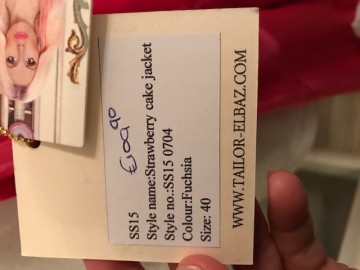 SS15
Style name:Strawberry cake jacket
Style no.:SS15 0704
Colour:Fuchsia
Size: 40
WWW.TAILOR-ELBAZ.COM